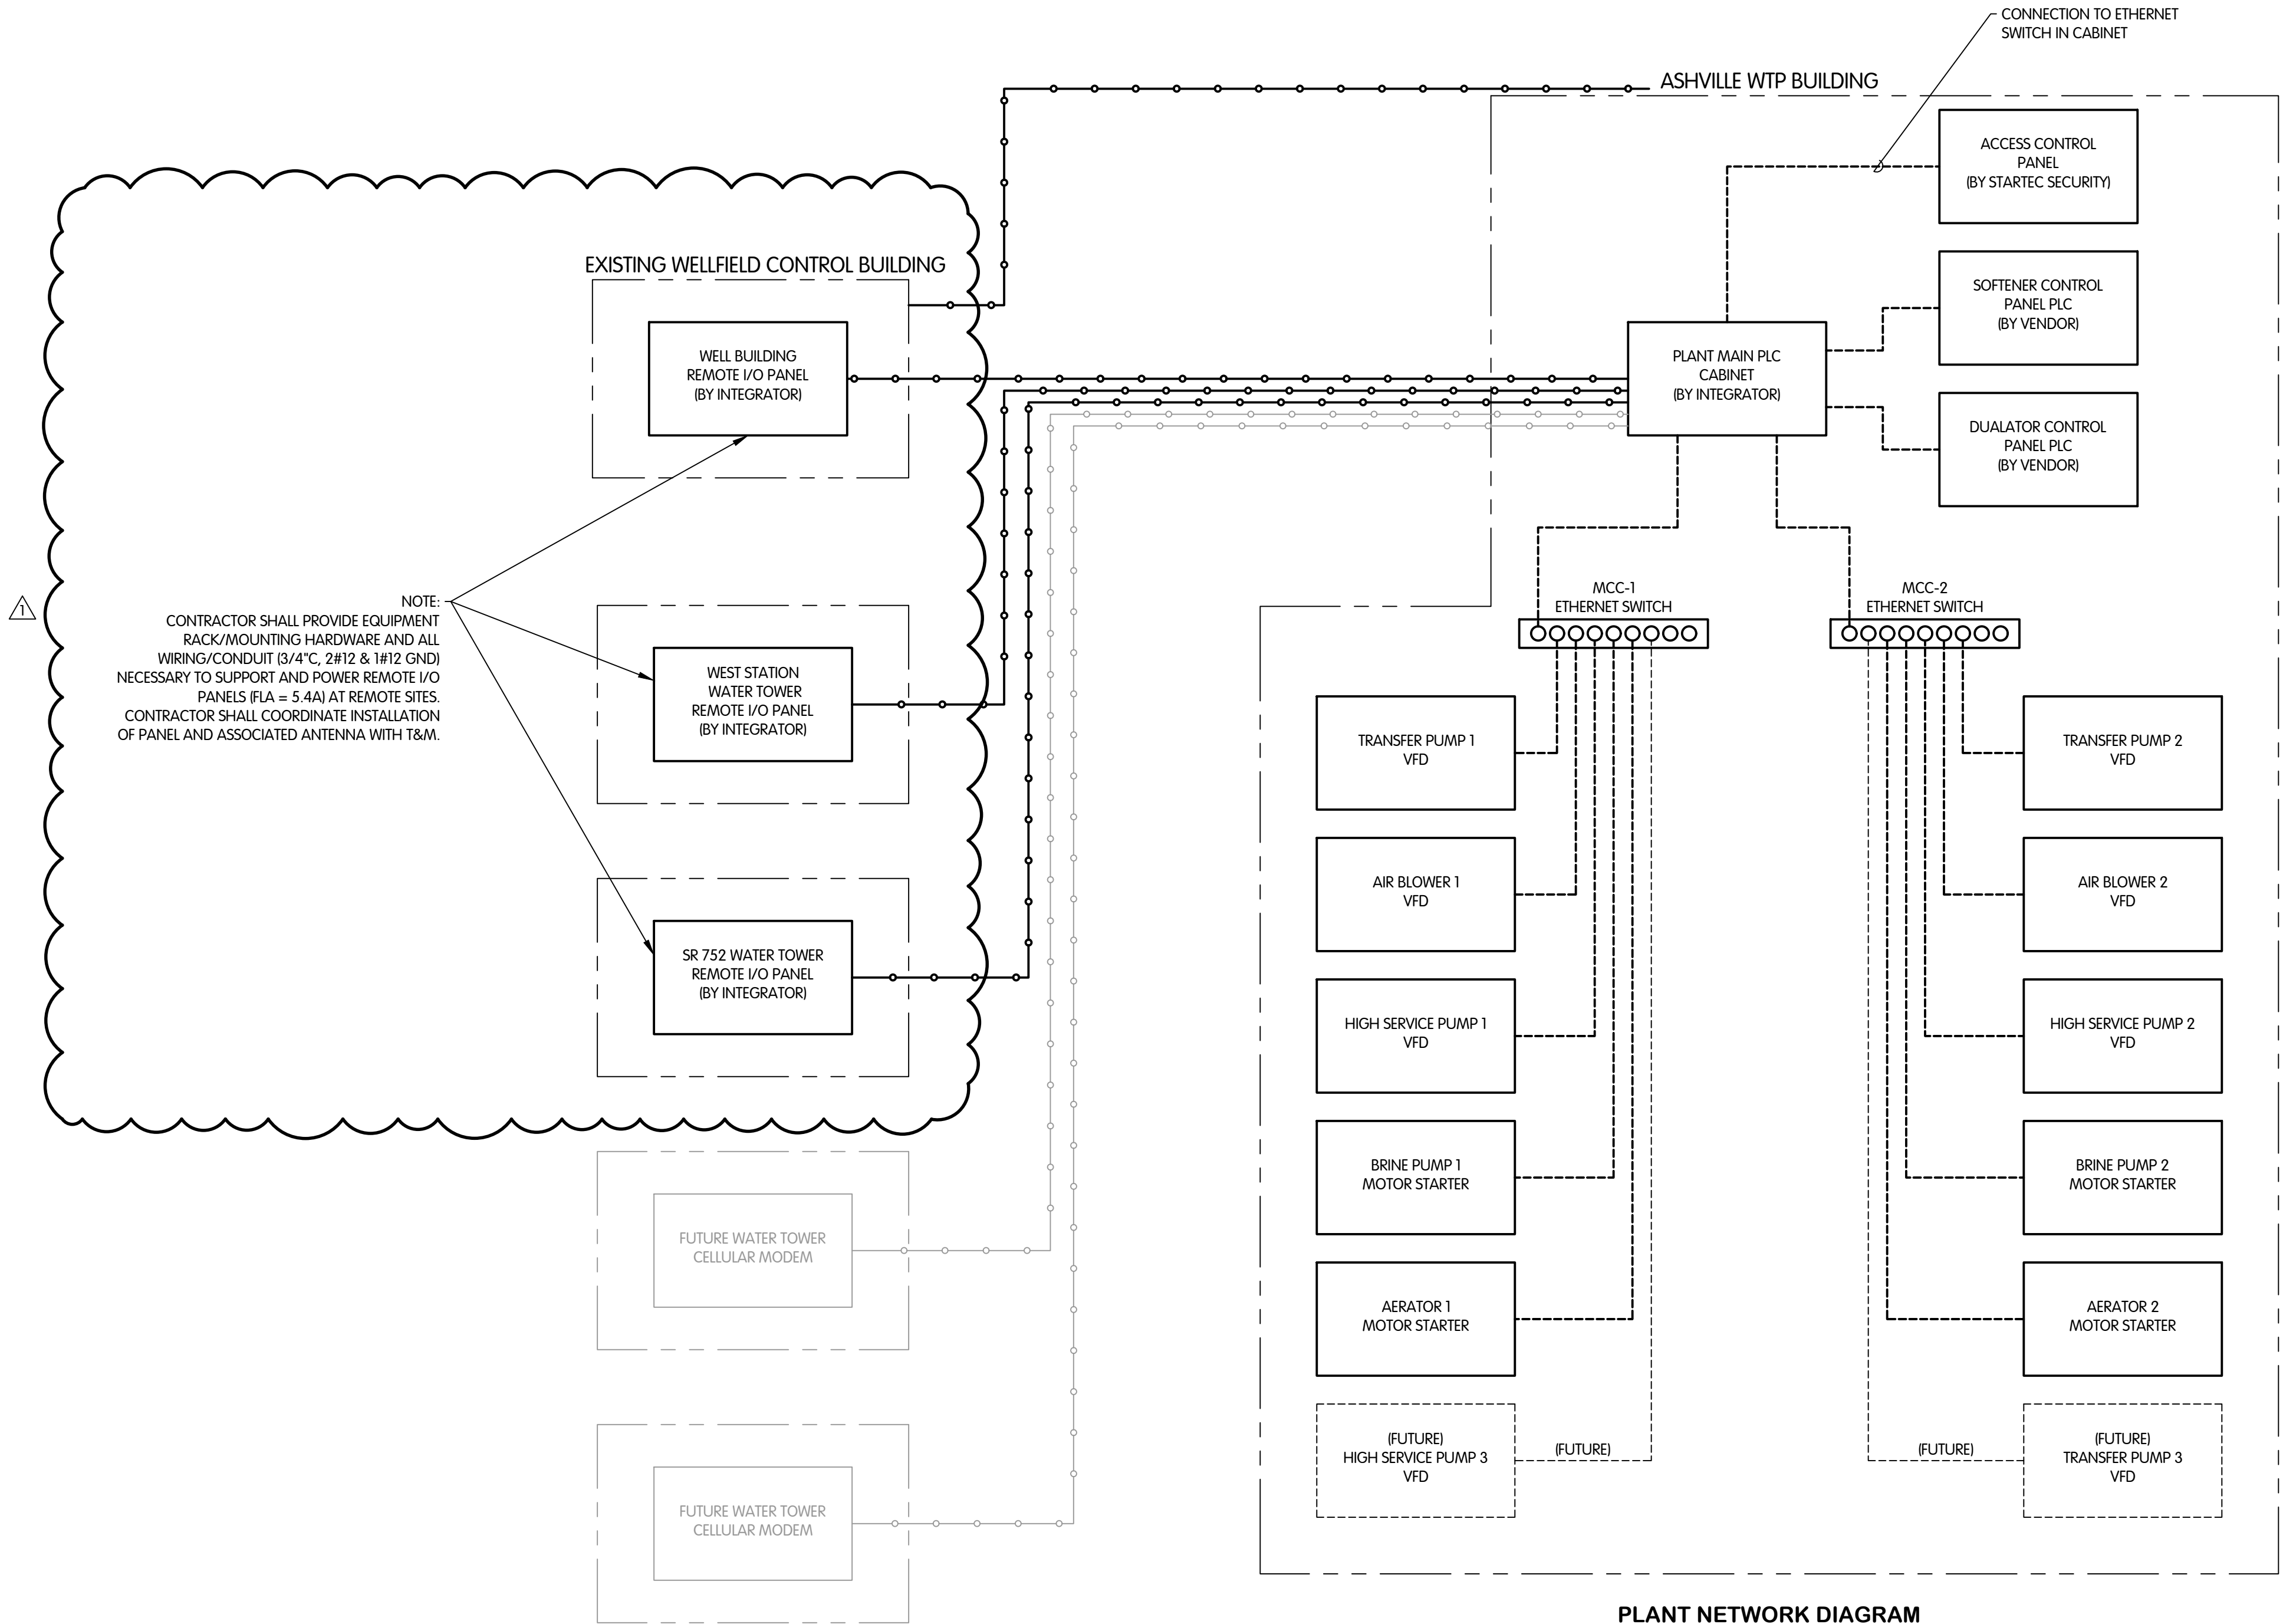 CONNECTION TO ETHERNET
SWITCH IN CABINET
ASHVILLE WTP BUILDING
ACCESS CONTROL
PANEL
(BY STARTEC SECURITY)
EXISTING WELLFIELD CONTROL BUILDING
SOFTENER CONTROL
PANEL PLC
(BY VENDOR)
WELL BUILDING
REMOTE I/O PANEL
(BY INTEGRATOR)
PLANT MAIN PLC
CABINET
(BY INTEGRATOR)
DUALATOR CONTROL
PANEL PLC
(BY VENDOR)
1
NOTE:
CONTRACTOR SHALL PROVIDE EQUIPMENT
RACK/MOUNTING HARDWARE AND ALL
WIRING/CONDUIT (3/4"C, 2#12 & 1#12 GND)
NECESSARY TO SUPPORT AND POWER REMOTE I/O
PANELS (FLA = 5.4A) AT REMOTE SITES.
CONTRACTOR SHALL COORDINATE INSTALLATION
OF PANEL AND ASSOCIATED ANTENNA WITH T&M.
MCC-1
ETHERNET SWITCH
MCC-2
ETHERNET SWITCH
WEST STATION
WATER TOWER
REMOTE I/O PANEL
(BY INTEGRATOR)
TRANSFER PUMP 1
VFD
TRANSFER PUMP 2
VFD
AIR BLOWER 1
VFD
AIR BLOWER 2
VFD
SR 752 WATER TOWER
REMOTE I/O PANEL
(BY INTEGRATOR)
HIGH SERVICE PUMP 1
VFD
HIGH SERVICE PUMP 2
VFD
BRINE PUMP 1
MOTOR STARTER
BRINE PUMP 2
MOTOR STARTER
FUTURE WATER TOWER
CELLULAR MODEM
AERATOR 1
MOTOR STARTER
AERATOR 2
MOTOR STARTER
(FUTURE)
HIGH SERVICE PUMP 3
VFD
(FUTURE)
(FUTURE)
(FUTURE)
TRANSFER PUMP 3
VFD
FUTURE WATER TOWER
CELLULAR MODEM
PLANT NETWORK DIAGRAM